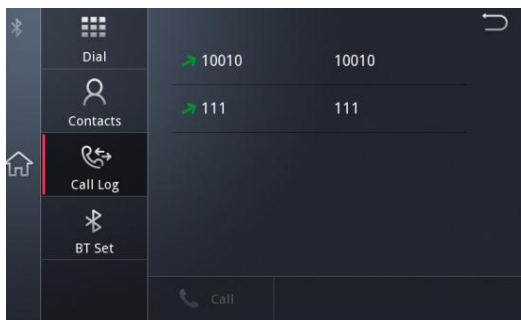 Dial
Contacts
Call Log
BT Set
10010 10010
111 111
Call